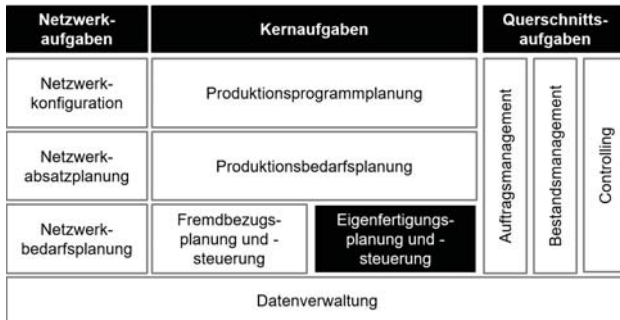 Netzwerk-
aufgaben
Kernaufgaben
Querschnitts-
aufgaben
Netzwerk-
konfiguration
Produktionsprogrammplanung
Netzwerk-
absatzplanung
Produktionsbedarfsplanung
Netzwerk-
bedarfsplanung
Fremdbezugs-
planung und -
steuerung
Eigenfertigungs-
planung und -
steuerung
Auftragsmanagement
Bestandsmanagement
Controlling
Datenverwaltung